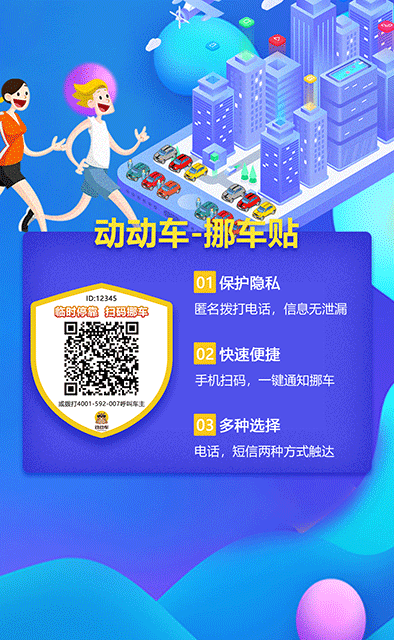 动动车-挪车贴
ID:12345
临时停靠 扫码挪车
或拨打4001-592-007呼叫车主
动动车
01 保护隐私
匿名拨打电话，信息无泄漏
02 快速便捷
手机扫码，一键通知挪车
03 多种选择
电话，短信两种方式触达